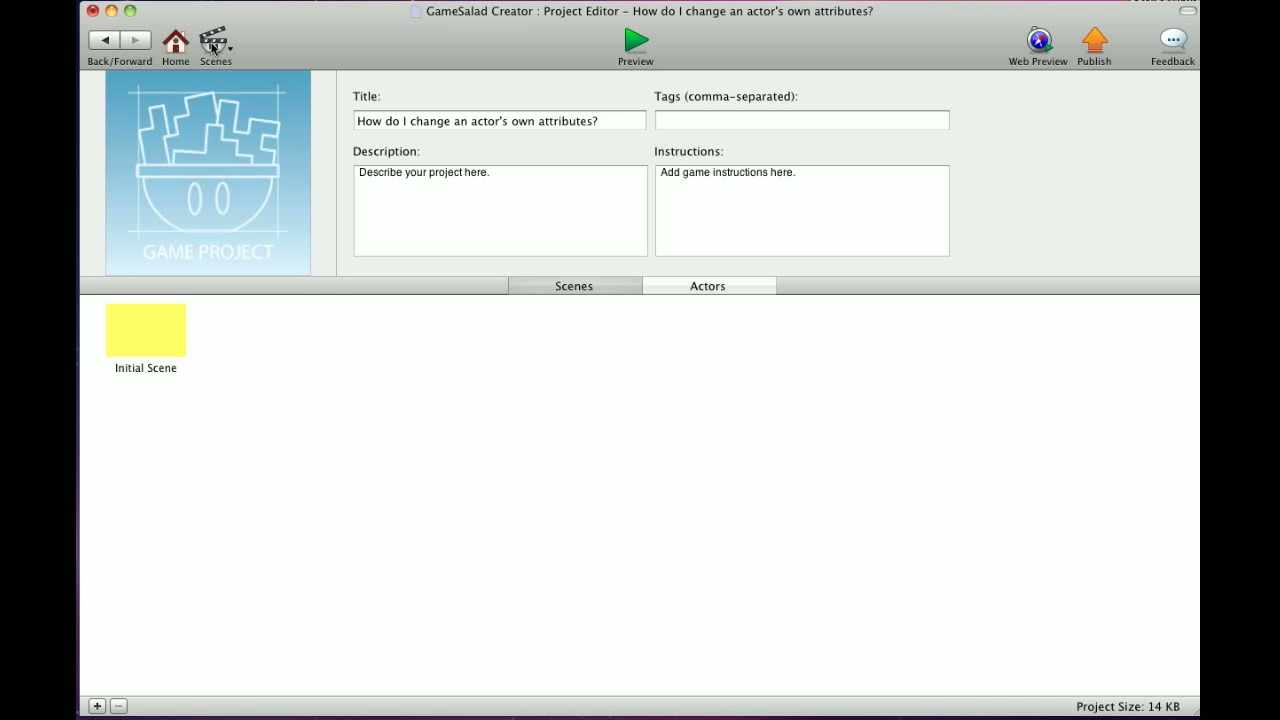 GameSalad Creator : Project Editor - How do I change an actor's own attributes?
Back/Forward Home Scenes Preview Web Preview Publish Feedback
Title: Tags (comma-separated):
How do I change an actor's own attributes?
Description: Instructions:
Describe your project here. Add game instructions here.
GAME PROJECT
Scenes Actors
Initial Scene
Project Size: 14 KB